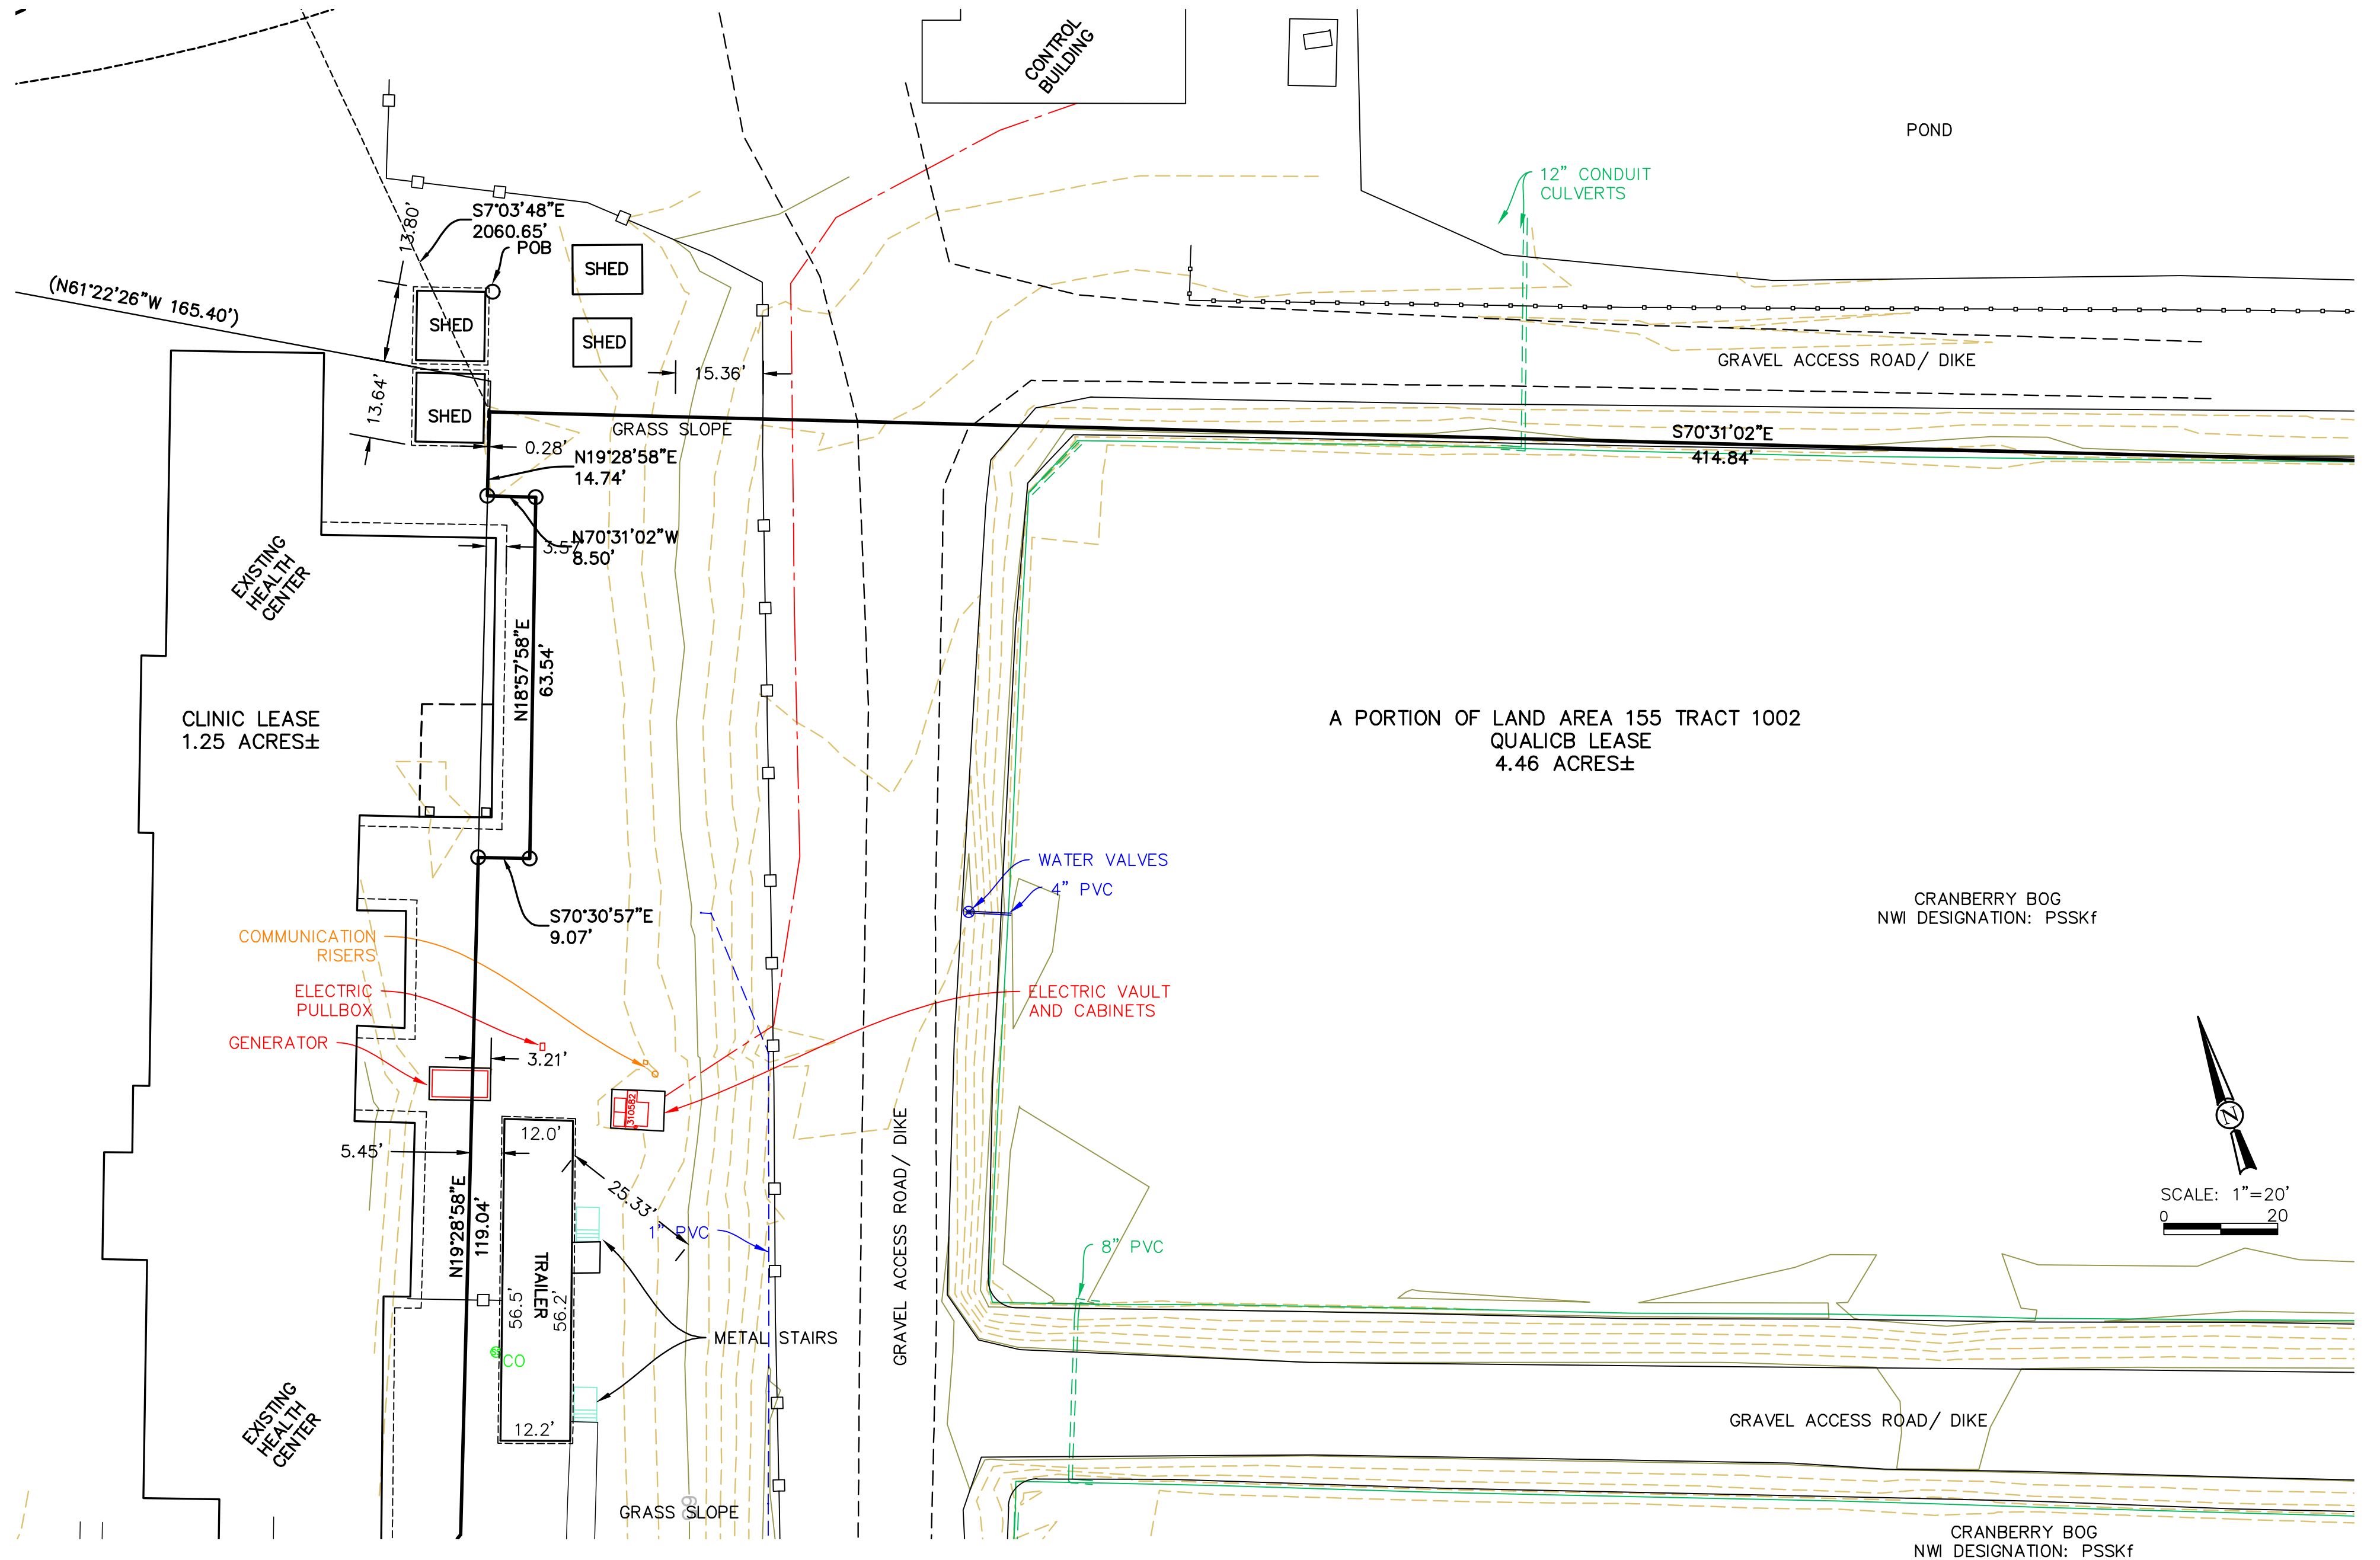 CONTROL
BUILDING
POND
12" CONDUIT
CULVERTS
S7°03'48"E
2060.65'
POB
13.80'
(N61°22'26"W 165.40')
SHED
SHED
SHED
SHED
13.64'
15.36'
GRAVEL ACCESS ROAD/ DIKE
GRASS SLOPE
0.28'
S70°31'02"E
414.84'
N19°28'58"E
14.74'
N70°31'02"W
8.50'
3.57'
EXISTING
HEALTH
CENTER
N18°57'58"E
63.54'
CLINIC LEASE
1.25 ACRES±
A PORTION OF LAND AREA 155 TRACT 1002
QUALICB LEASE
4.46 ACRES±
WATER VALVES
4" PVC
CRANBERRY BOG
NWI DESIGNATION: PSSKf
S70°30'57"E
9.07'
COMMUNICATION
RISERS
ELECTRIC
PULLBOX
GENERATOR
3.21'
ELECTRIC VAULT
AND CABINETS
310582
12.0'
5.45'
N19°28'58"E
119.04'
25.33'
1" PVC
TRAILER
56.5'
56.2'
GRAVEL ACCESS ROAD/ DIKE
8" PVC
N
SCALE: 1"=20'
0 20
METAL STAIRS
CO
12.2'
EXISTING
HEALTH
CENTER
GRAVEL ACCESS ROAD/ DIKE
GRASS SLOPE
CRANBERRY BOG
NWI DESIGNATION: PSSKf